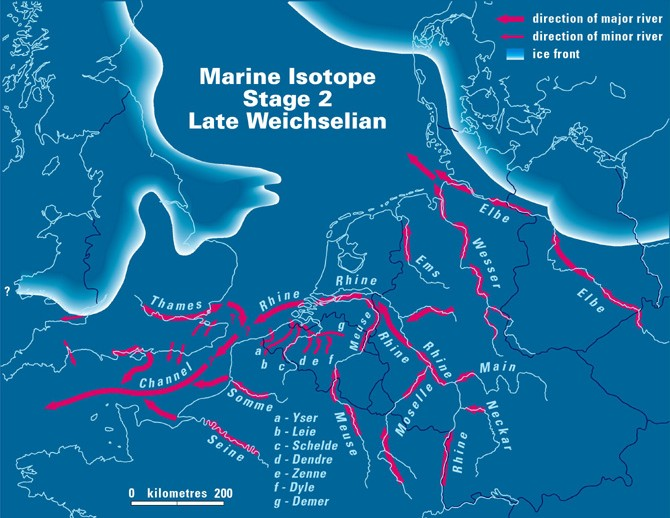 direction of major river
direction of minor river
ice front
Marine Isotope
Stage 2
Late Weichselian
Elbe
Wesser
Ems
Elbe
?
Thames
Rhine
Rhine
Meuse
Rhine
Rhine
Main
Channel
a
b
c
d
e
f
g
Somme
Seine
Meuse
Moselle
Neckar
Rhine
a - Yser
b - Leie
c - Schelde
d - Dendre
e - Zenne
f - Dyle
g - Demer
0 kilometres 200